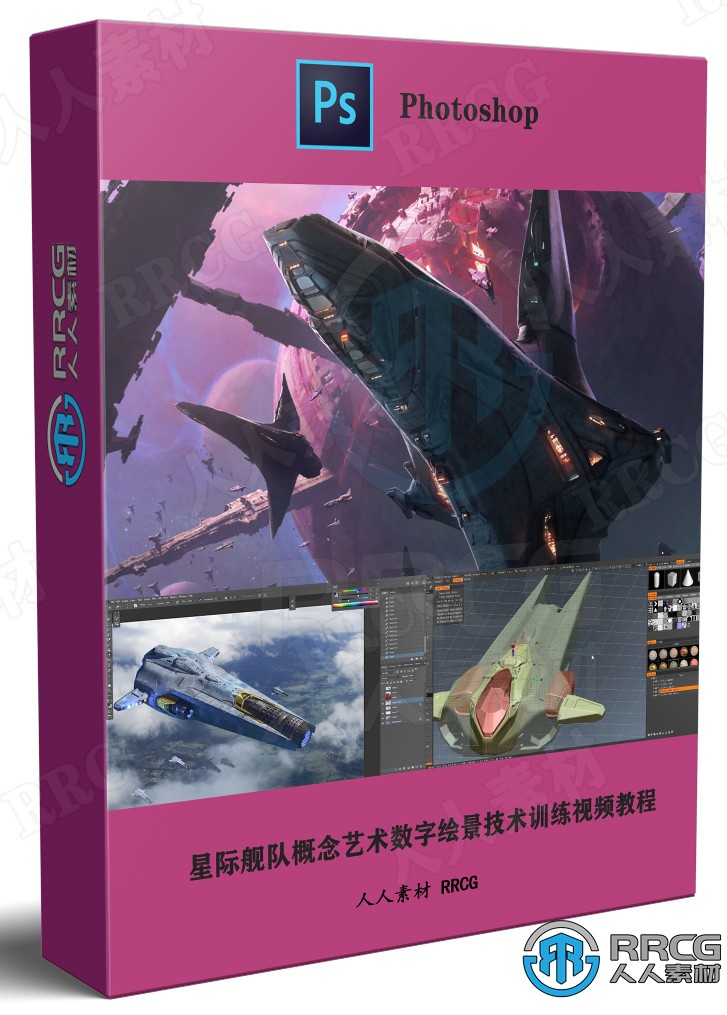 Ps
Photoshop
RRCG
人人素材
星际舰队概念艺术数字绘景技术训练视频教程
人人素材 RRCG
RRCG
人人素材